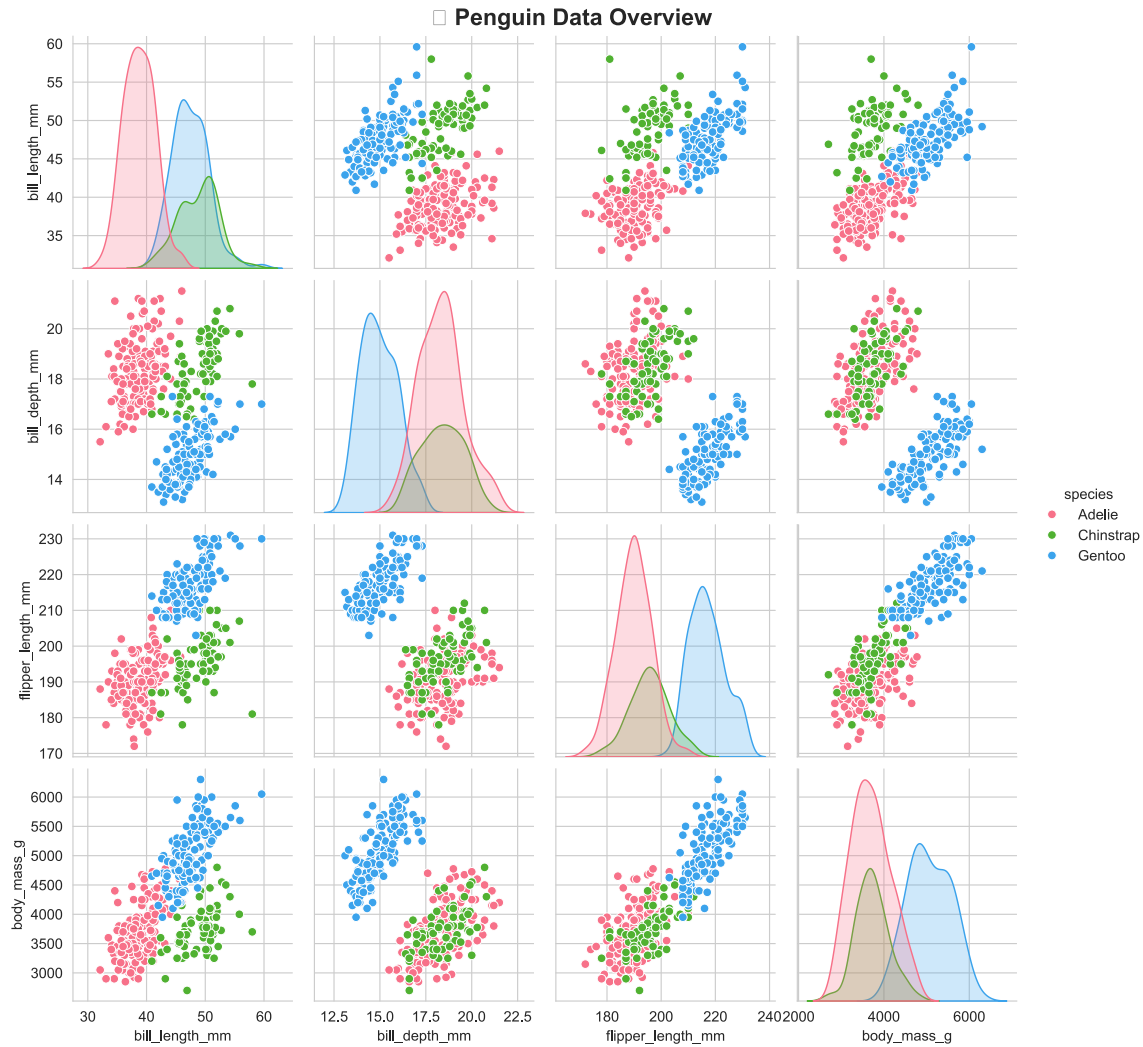 □ Penguin Data Overview
60
55
50
45
40
35
bill_length_mm
20
18
16
14
bill_depth_mm
species
Adelie
Chinstrap
Gentoo
230
220
210
200
190
180
170
flipper_length_mm
6000
5500
5000
4500
4000
3500
3000
body_mass_g
30 40 50 60
12.5 15.0 17.5 20.0 22.5
180 200 220 240
2000 4000 6000
bill_length_mm
bill_depth_mm
flipper_length_mm
body_mass_g